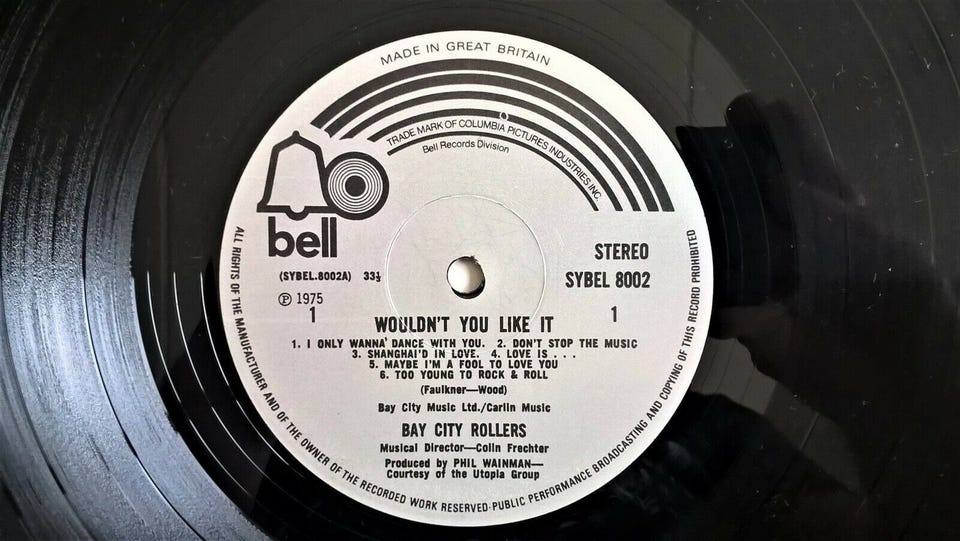 MADE IN GREAT BRITAIN
TRADE MARK OF COLUMBIA PICTURES INDUSTRIES INC.
Bell Records Division
bell
(SYBEL.8002A) 33⅓
STEREO
SYBEL 8002
Ⓟ 1975
1
1
WOULDN'T YOU LIKE IT
1. I ONLY WANNA' DANCE WITH YOU. 2. DON'T STOP THE MUSIC
3. SHANGHAI'D IN LOVE. 4. LOVE IS . . .
5. MAYBE I'M A FOOL TO LOVE YOU
6. TOO YOUNG TO ROCK & ROLL
(Faulkner—Wood)
Bay City Music Ltd./Carlin Music
BAY CITY ROLLERS
Musical Director—Colin Frechter
Produced by PHIL WAINMAN—
Courtesy of the Utopia Group
ALL RIGHTS OF THE MANUFACTURER AND OF THE OWNER OF THE RECORDED WORK RESERVED·PUBLIC PERFORMANCE BROADCASTING AND COPYING OF THIS RECORD PROHIBITED